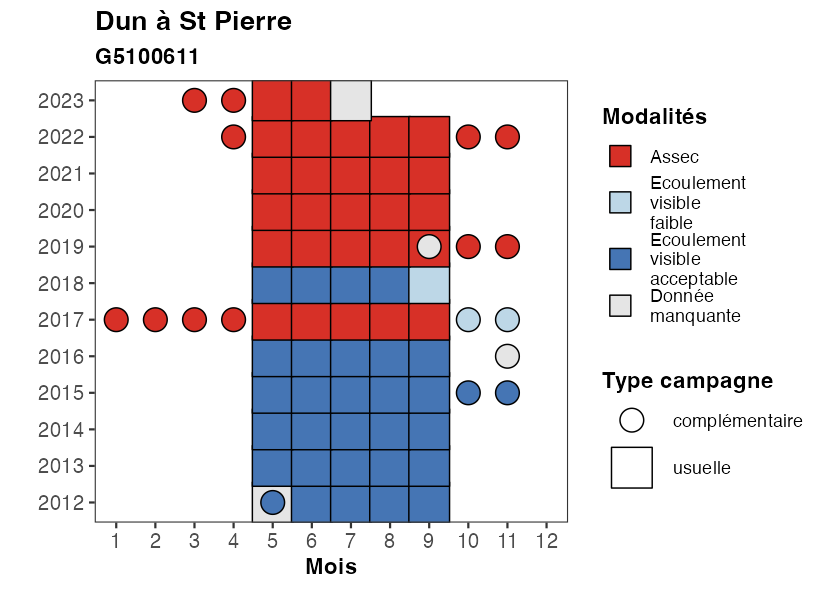 Dun à St Pierre
G5100611
2023
2022
2021
2020
2019
2018
2017
2016
2015
2014
2013
2012
1 2 3 4 5 6 7 8 9 10 11 12
Mois
Modalités
Assec
Ecoulement
visible
faible
Ecoulement
visible
acceptable
Donnée
manquante
Type campagne
complémentaire
usuelle